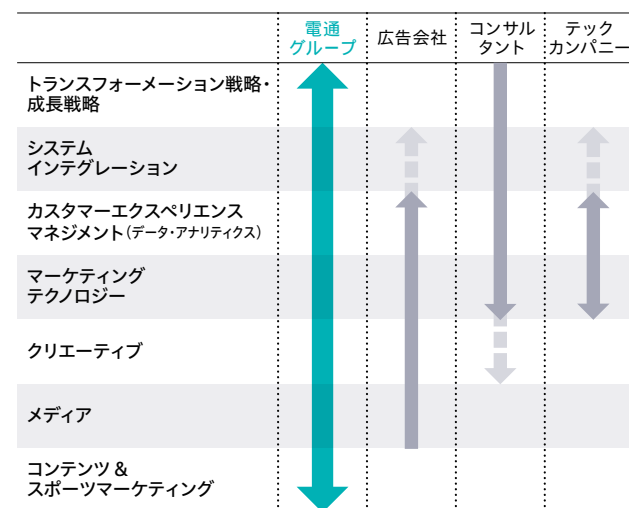 電通
グループ
広告会社
コンサル
タント
テック
カンパニー
トランスフォーメーション戦略・
成長戦略
システム
インテグレーション
カスタマーエクスペリエンス
マネジメント(データ・アナリティクス)
マーケティング
テクノロジー
クリエーティブ
メディア
コンテンツ &
スポーツマーケティング